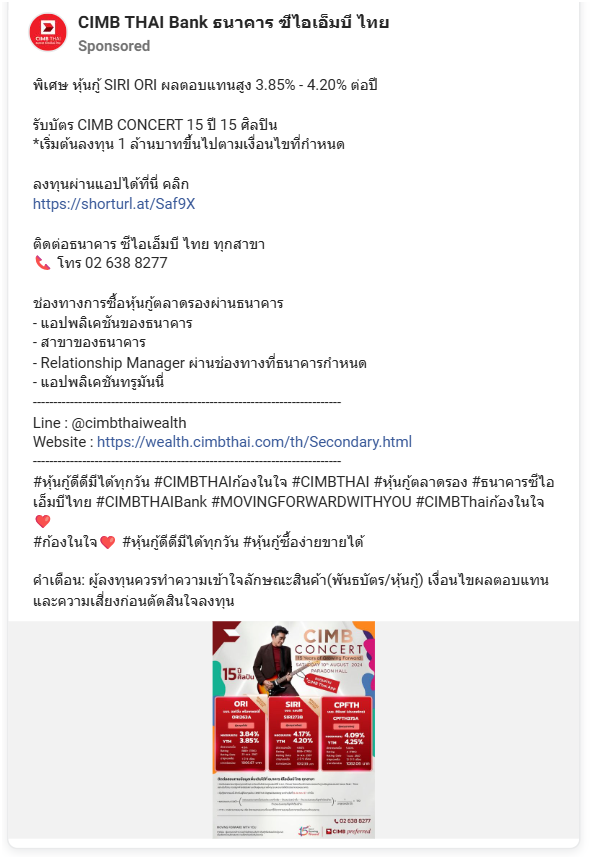 CIMB THAI Bank ธนาคาร ซีไอเอ็มบี ไทย
Sponsored
พิเศษ หุ้นกู้ SIRI ORI ผลตอบแทนสูง 3.85% - 4.20% ต่อปี
รับบัตร CIMB CONCERT 15 ปี 15 ศิลปิน
*เริ่มต้นลงทุน 1 ล้านบาทขึ้นไปตามเงื่อนไขที่กำหนด
ลงทุนผ่านแอปได้ที่นี่ คลิก
https://shorturl.at/Saf9X
ติดต่อธนาคาร ซีไอเอ็มบี ไทย ทุกสาขา
📞 โทร 02 638 8277
ช่องทางการซื้อหุ้นกู้ตลาดรองผ่านธนาคาร
- แอปพลิเคชันของธนาคาร
- สาขาของธนาคาร
- Relationship Manager ผ่านช่องทางที่ธนาคารกำหนด
- แอปพลิเคชันทรูมันนี่
----------------------------------------------------------------------------
Line : @cimbthaiwealth
Website : https://wealth.cimbthai.com/th/Secondary.html
----------------------------------------------------------------------------
#หุ้นกู้ดีดีมีได้ทุกวัน #CIMBTHAIก้องในใจ #CIMBTHAI #หุ้นกู้ตลาดรอง #ธนาคารซีไอ
เอ็มบีไทย #CIMBTHAIBank #MOVINGFORWARDWITHYOU #CIMBThaiก้องในใจ
❤️
#ก้องในใจ❤️ #หุ้นกู้ดีดีมีได้ทุกวัน #หุ้นกู้ซื้อง่ายขายได้
คำเตือน: ผู้ลงทุนควรทำความเข้าใจลักษณะสินค้า(พันธบัตร/หุ้นกู้) เงื่อนไขผลตอบแทน
และความเสี่ยงก่อนตัดสินใจลงทุน
CIMB
CONCERT
SATURDAY 10TH AUGUST 2024
PARAGON HALL
15 ปี
ศิลปิน
ORI
SIRI
CPFTH
3.84%
4.17%
4.09%
YTM 3.85%
YTM 4.20%
YTM 4.25%
02 638 8277
CIMB preferred